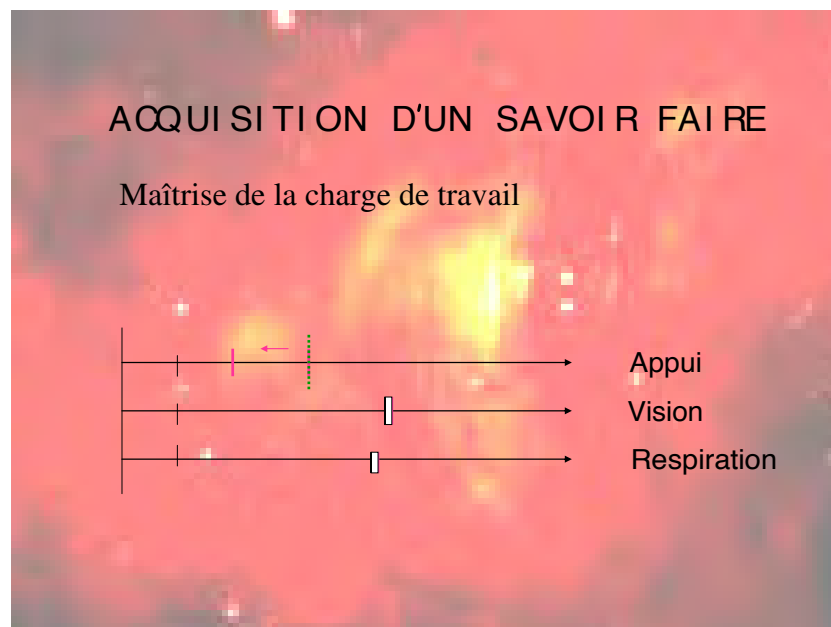 ACQUISITION D'UN SAVOIR FAIRE
Maîtrise de la charge de travail
Appui
Vision
Respiration